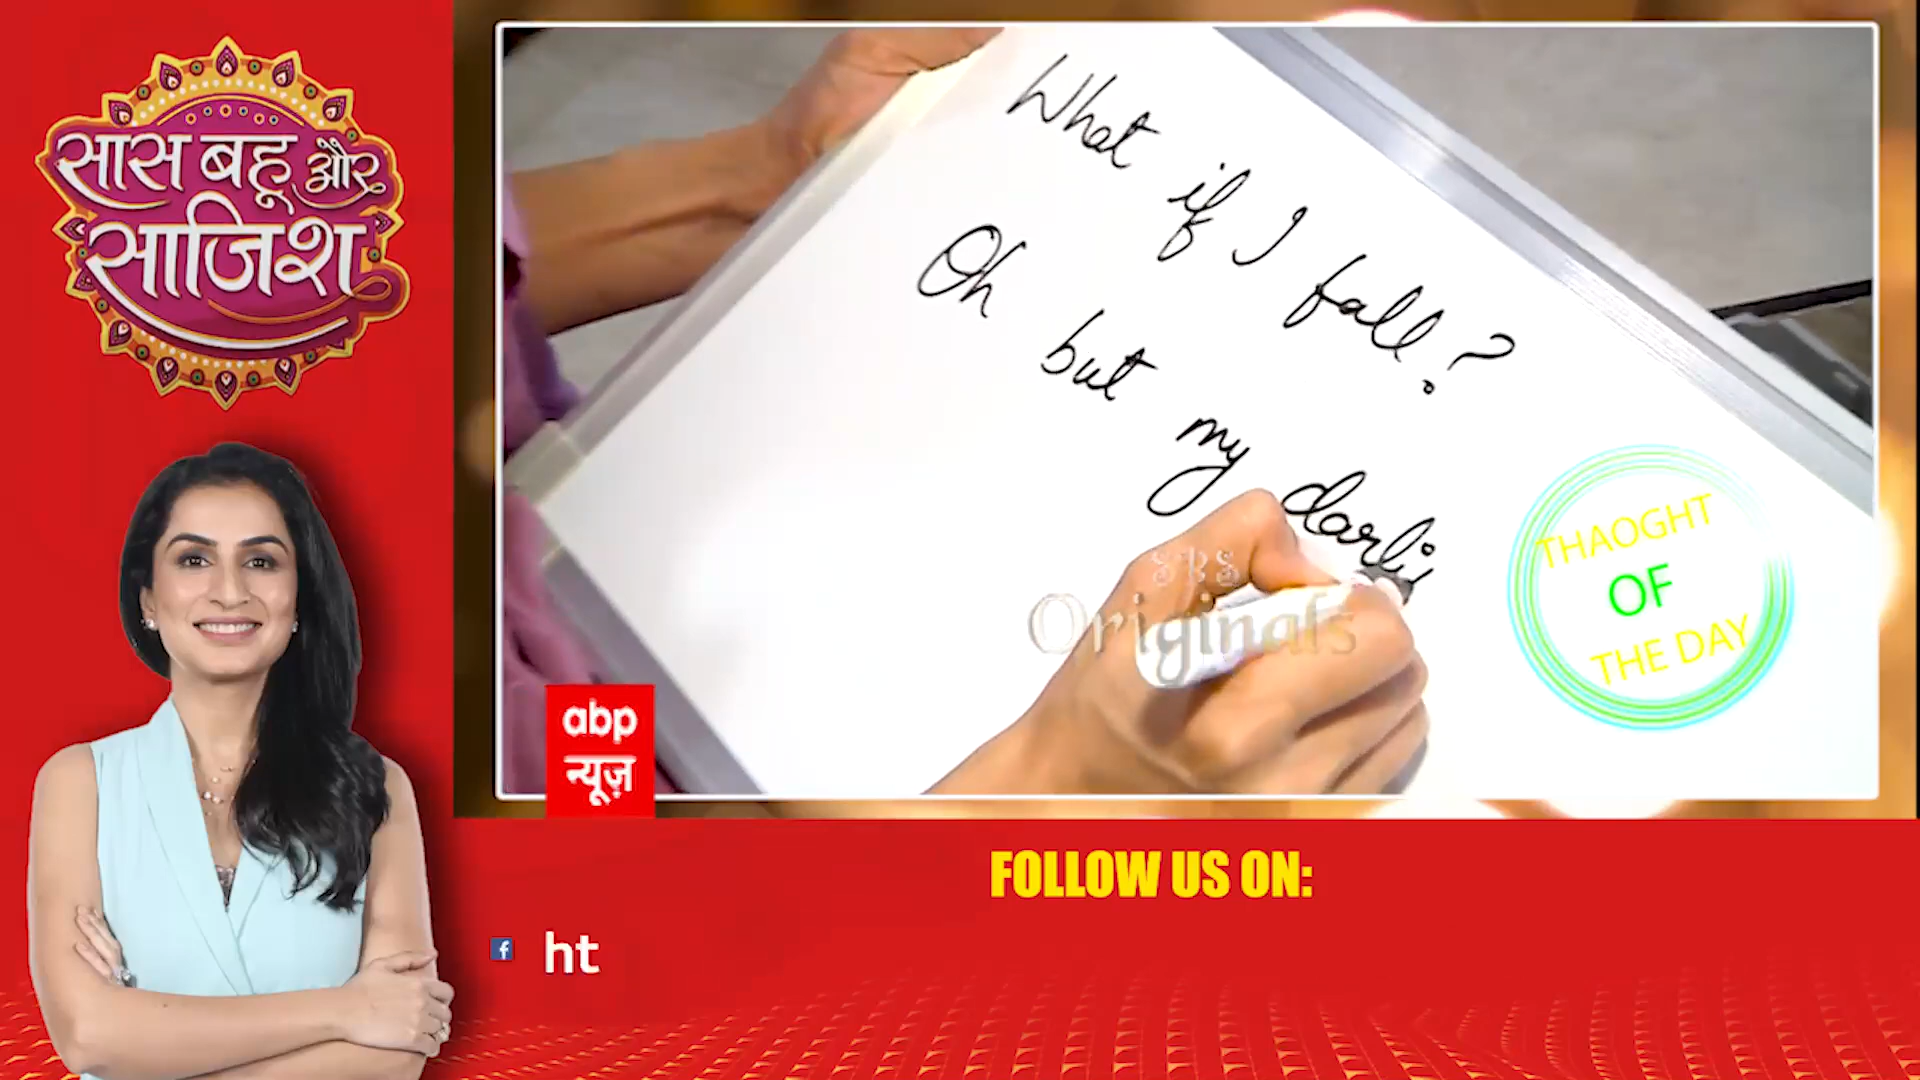 सास बहू और
साजिश
What if I fall?
Oh but my darli
SBS
Originals
THAOGHT
OF
THE DAY
abp
न्यूज़
FOLLOW US ON:
f
ht